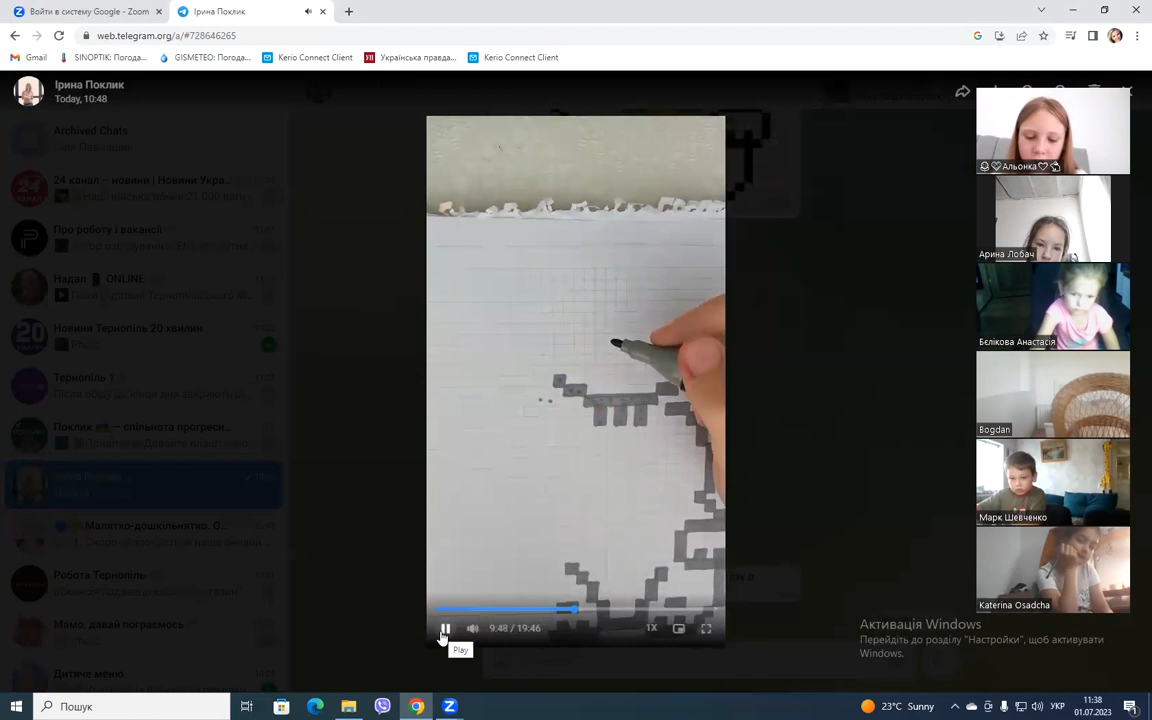 Войти в систему Google - Zoom
Ірина Поклик
web.telegram.org/a/#728646265
Gmail
SINOPTIK: Погода...
GISMETEO: Погода...
Kerio Connect Client
Українська правда...
Kerio Connect Client
Ірина Поклик
Today, 10:48
Archived Chats
24 канал – новини | Новини Укра...
Про роботу і вакансії
Надал
ONLINE
Новини Тернопіль 20 хвилин
Тернопіль
Поклик
– спільнота прогреси...
Малятко-дошкільнятко. О...
Робота Тернопіль
Мамо, давай пограємось
Дитяче меню
Альонка
Арина Лобач
Бєлікова Анастасія
Bogdan
Марк Шевченко
Katerina Osadcha
9:48 / 19:46
1X
Play
Активація Windows
Перейдіть до розділу "Настройки", щоб активувати
Windows.
Пошук
23°C Sunny
УКР
11:38
01.07.2023